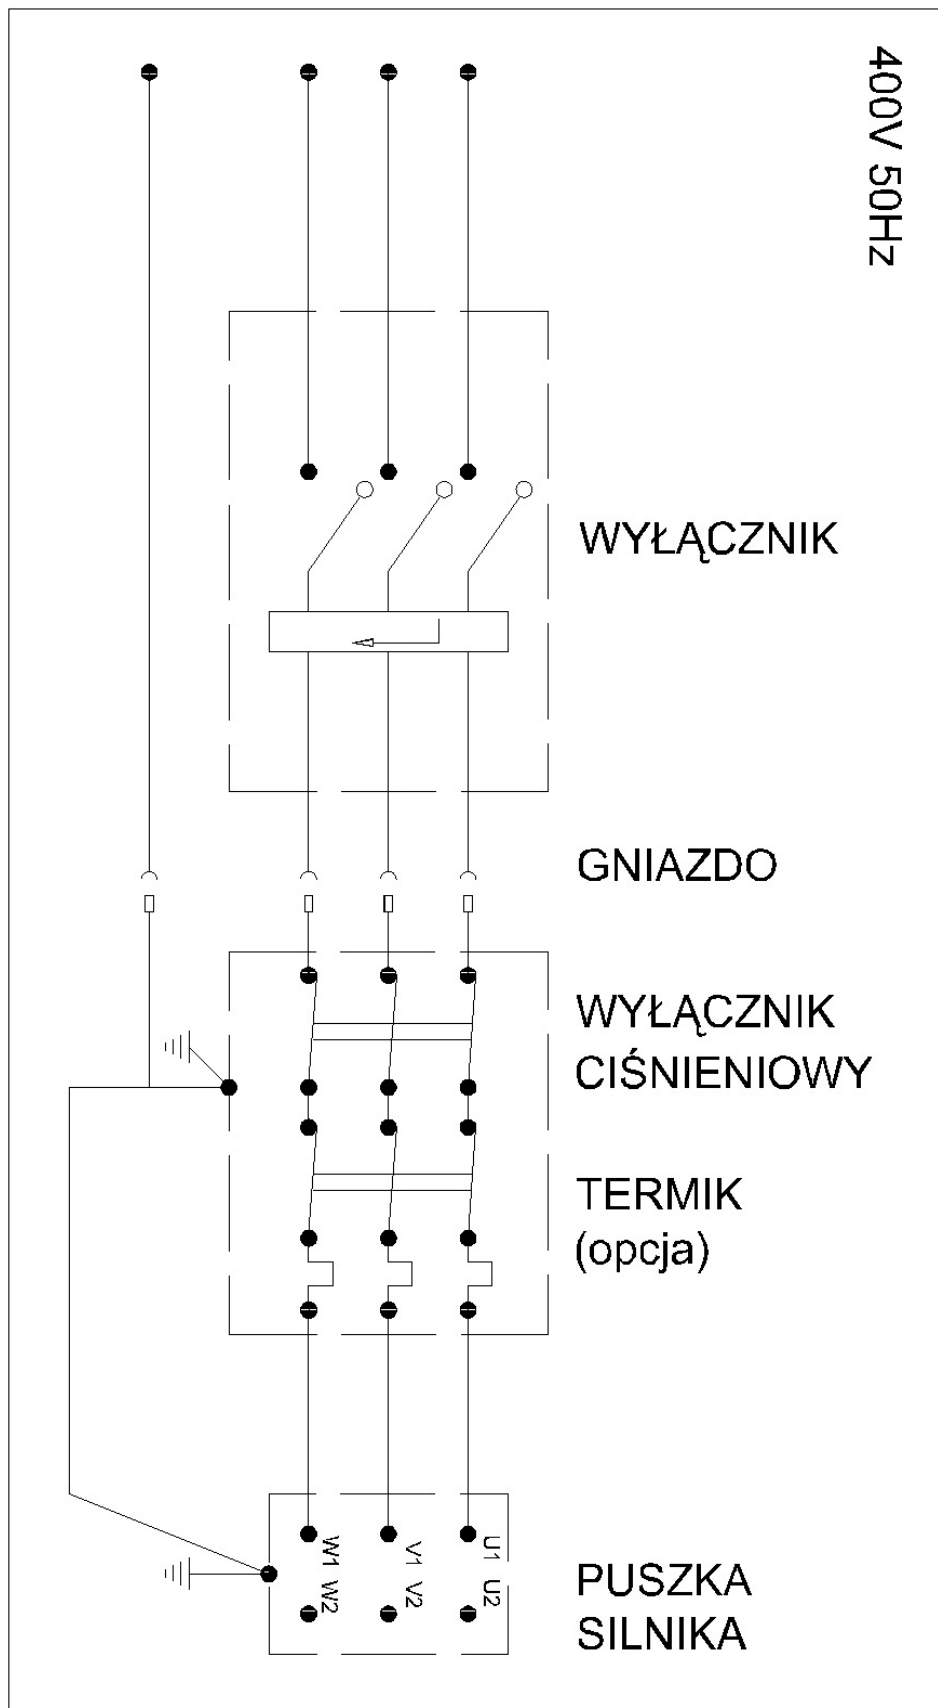 400V 50Hz
WYŁĄCZNIK
GNIAZDO
WYŁĄCZNIK
CIŚNIENIOWY
TERMIK
(opcja)
W1 W2
V1 V2
U1 U2
PUSZKA
SILNIKA